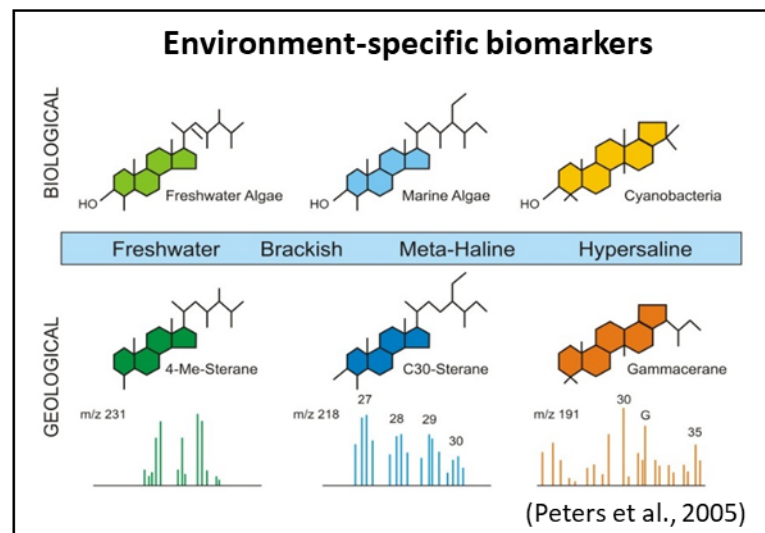 Environment-specific biomarkers
BIOLOGICAL
HO
Freshwater Algae
HO
Marine Algae
HO
Cyanobacteria
Freshwater Brackish Meta-Haline Hypersaline
GEOLOGICAL
4-Me-Sterane
C30-Sterane
Gammacerane
m/z 231
m/z 218
27
28
29
30
m/z 191
30
G
35
(Peters et al., 2005)